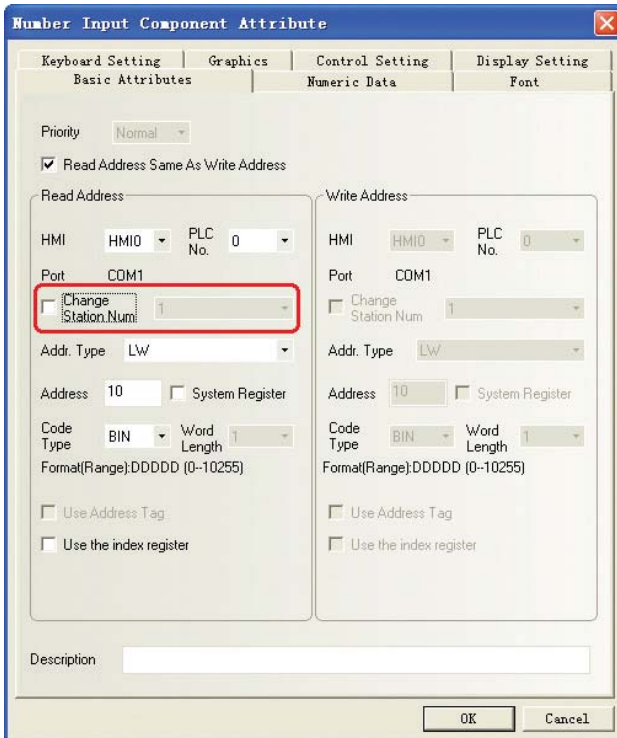 Number Input Component Attribute
Keyboard Setting Graphics Control Setting Display Setting
Basic Attributes Numeric Data Font
Priority Normal
Read Address Same As Write Address
Read Address
HMI HMI0 PLC No. 0
Port COM1
Change Station Num 1
Addr. Type LW
Address 10 System Register
Code Type BIN Word Length 1
Format(Range):DDDDD (0--10255)
Use Address Tag
Use the index register
Write Address
HMI HMI0 PLC No. 0
Port COM1
Change Station Num 1
Addr. Type LW
Address 10 System Register
Code Type BIN Word Length 1
Format(Range):DDDDD (0--10255)
Use Address Tag
Use the index register
Description
OK Cancel